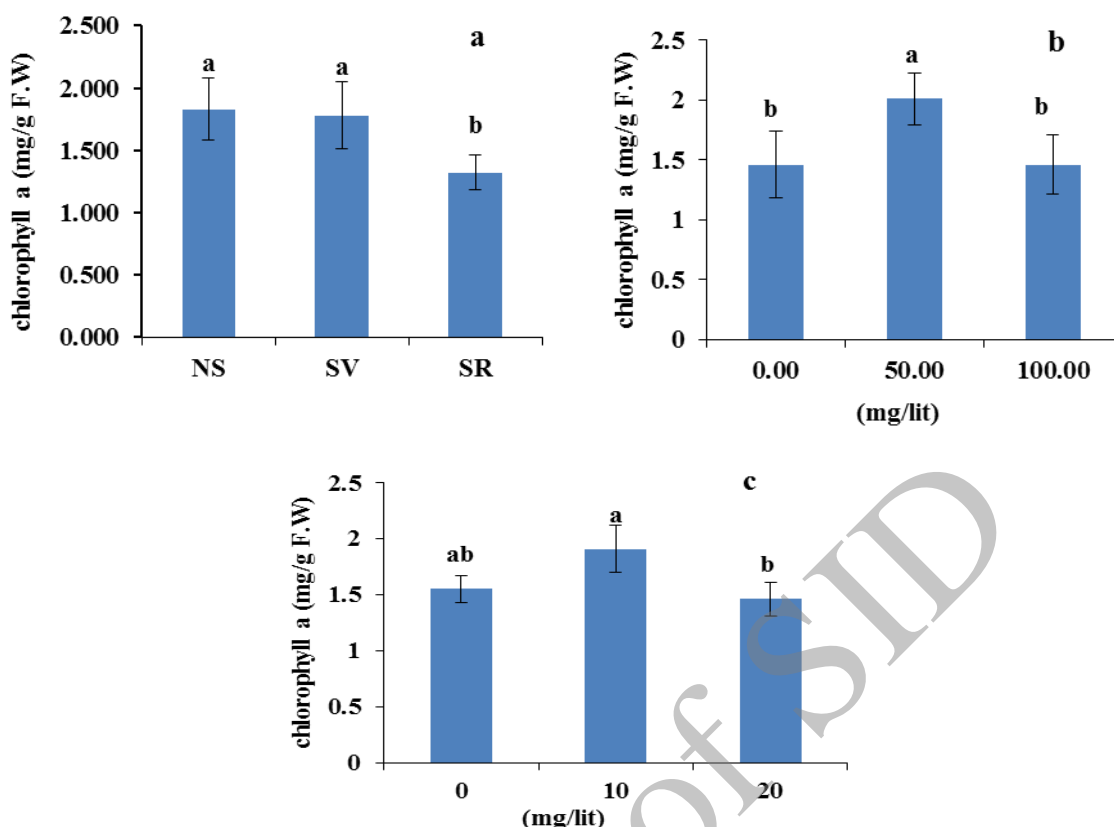 a
2.500
2.000
1.500
1.000
0.500
0.000
chlorophyll a (mg/g F.W)
a
a
b
NS SV SR
b
2.5
2
1.5
1
0.5
0
chlorophyll a (mg/g F.W)
b
a
b
0.00 50.00 100.00
(mg/lit)
c
2.5
2
1.5
1
0.5
0
chlorophyll a (mg/g F.W)
ab
a
b
0 10 20
(mg/lit)
of SID